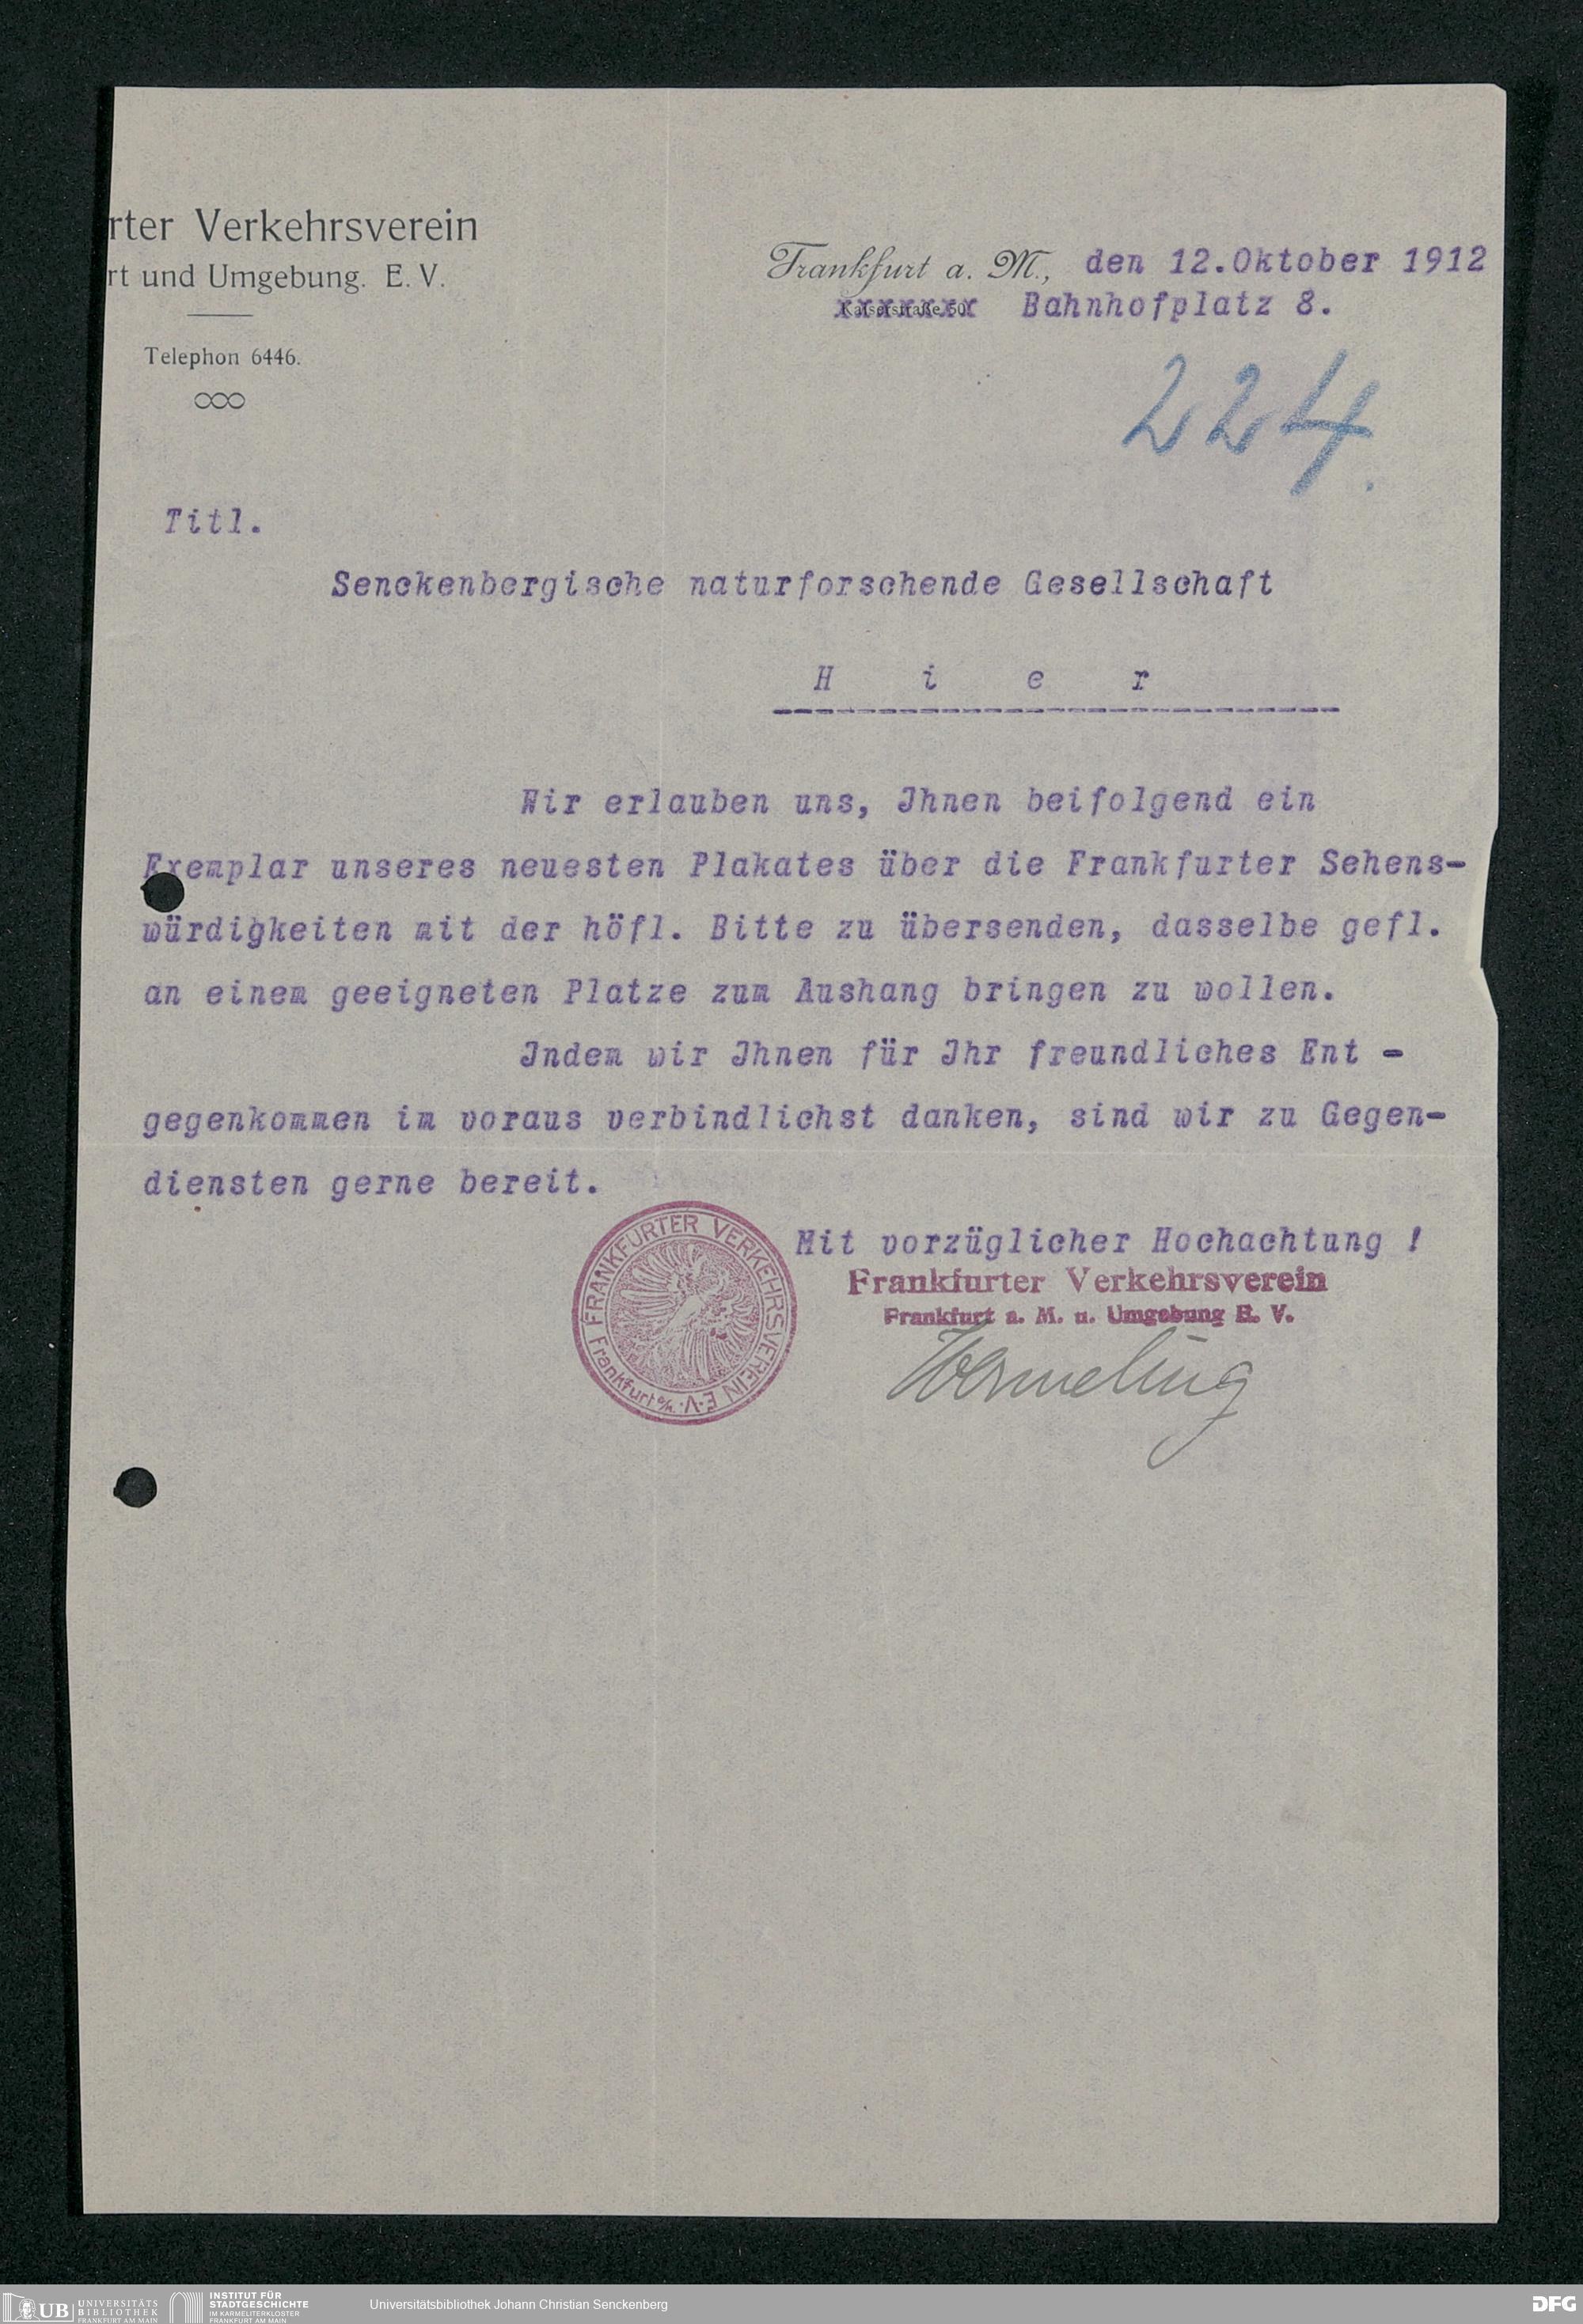 rter Verkehrsverein
rt und Umgebung. E. V.
Telephon 6446.
Frankfurt a. M., den 12.Oktober 1912
Kaiserstraße Bahnhofplatz 8.
224.
Titl.
Senckenbergische naturforschende Gesellschaft
H i e r
Wir erlauben uns, Ihnen beifolgend ein
Exemplar unseres neuesten Plakates über die Frankfurter Sehens-
würdigkeiten mit der höfl. Bitte zu übersenden, dasselbe gefl.
an einem geeigneten Platze zum Aushang bringen zu wollen.
Indem wir Ihnen für Ihr freundliches Ent -
gegenkommen im voraus verbindlichst danken, sind wir zu Gegen-
diensten gerne bereit.
Mit vorzüglicher Hochachtung !
Frankfurter Verkehrsverein
Frankfurt a. M. u. Umgebung E. V.
FRANKFURTER VERKEHRSVEREIN E.V.
Frankfurt a/M.
UB UNIVERSITÄTS
BIBLIOTHEK
FRANKFURT AM MAIN
INSTITUT FÜR
STADTGESCHICHTE
IM KARMELITERKLOSTER
FRANKFURT AM MAIN
Universitätsbibliothek Johann Christian Senckenberg
DFG